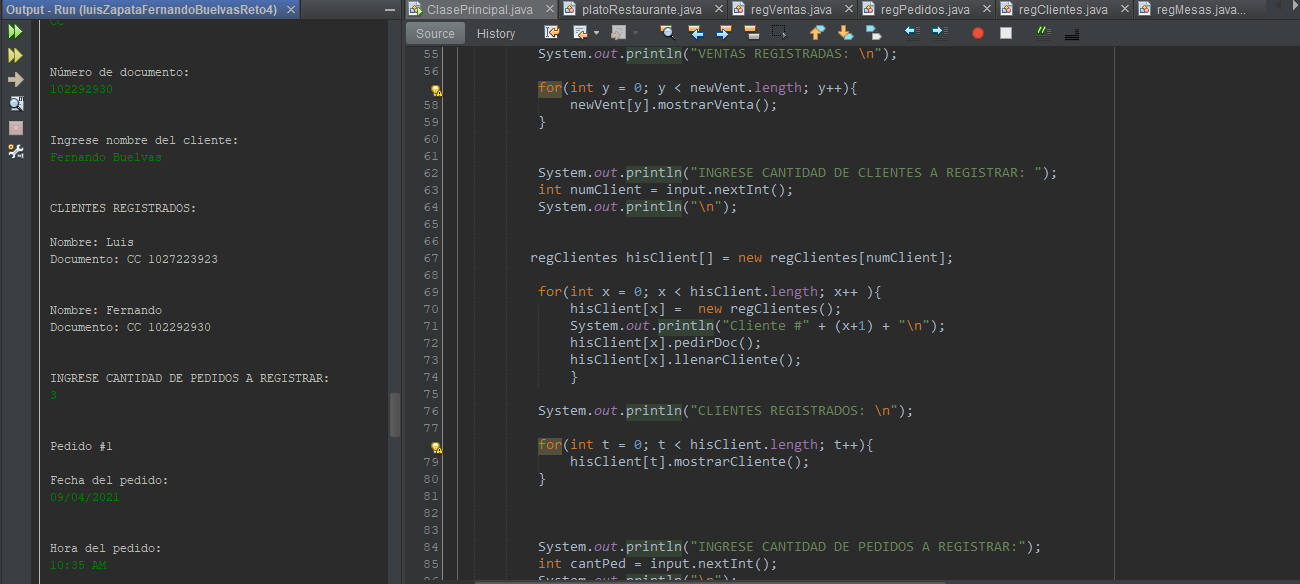 Output - Run (luisZapataFernandoBuelvasReto4)
CC
Número de documento:
102292930
Ingrese nombre del cliente:
Fernando Buelvas
CLIENTES REGISTRADOS:
Nombre: Luis
Documento: CC 1027223923
Nombre: Fernando
Documento: CC 102292930
INGRESE CANTIDAD DE PEDIDOS A REGISTRAR:
3
Pedido #1
Fecha del pedido:
09/04/2021
Hora del pedido:
10:35 AM
ClasePrincipal.java platoRestaurante.java regVentas.java regPedidos.java regClientes.java regMesas.java...
Source History
55 System.out.println("VENTAS REGISTRADAS: \n");
56
for(int y = 0; y < newVent.length; y++){
58 newVent[y].mostrarVenta();
59 }
60
61
62 System.out.println("INGRESE CANTIDAD DE CLIENTES A REGISTRAR: ");
63 int numClient = input.nextInt();
64 System.out.println("\n");
65
66
67 regClientes hisClient[] = new regClientes[numClient];
68
69 for(int x = 0; x < hisClient.length; x++ ){
70 hisClient[x] =  new regClientes();
71 System.out.println("Cliente #" + (x+1) + "\n");
72 hisClient[x].pedirDoc();
73 hisClient[x].llenarCliente();
74 }
75
76 System.out.println("CLIENTES REGISTRADOS: \n");
77
for(int t = 0; t < hisClient.length; t++){
79 hisClient[t].mostrarCliente();
80 }
81
82
83
84 System.out.println("INGRESE CANTIDAD DE PEDIDOS A REGISTRAR:");
85 int cantPed = input.nextInt();
86 System.out.println("\n");